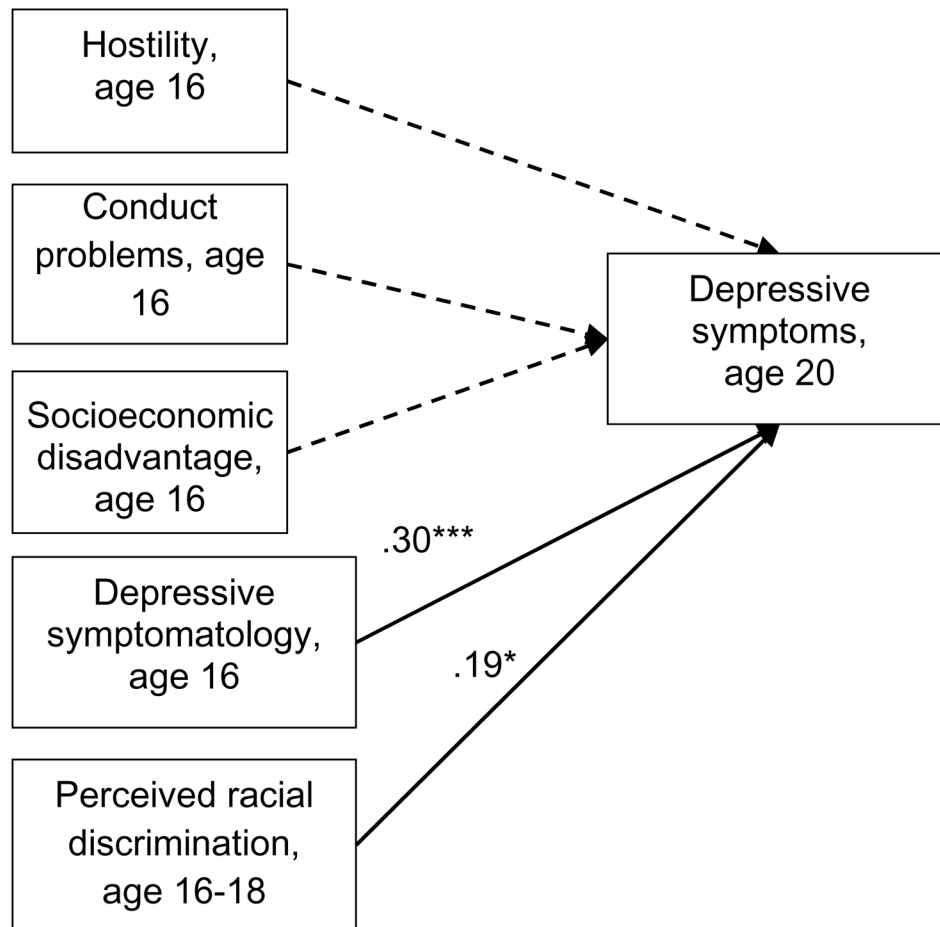 Hostility,
age 16
Conduct
problems, age
16
Socioeconomic
disadvantage,
age 16
Depressive
symptomatology,
age 16
Perceived racial
discrimination,
age 16-18
.30***
.19*
Depressive
symptoms,
age 20